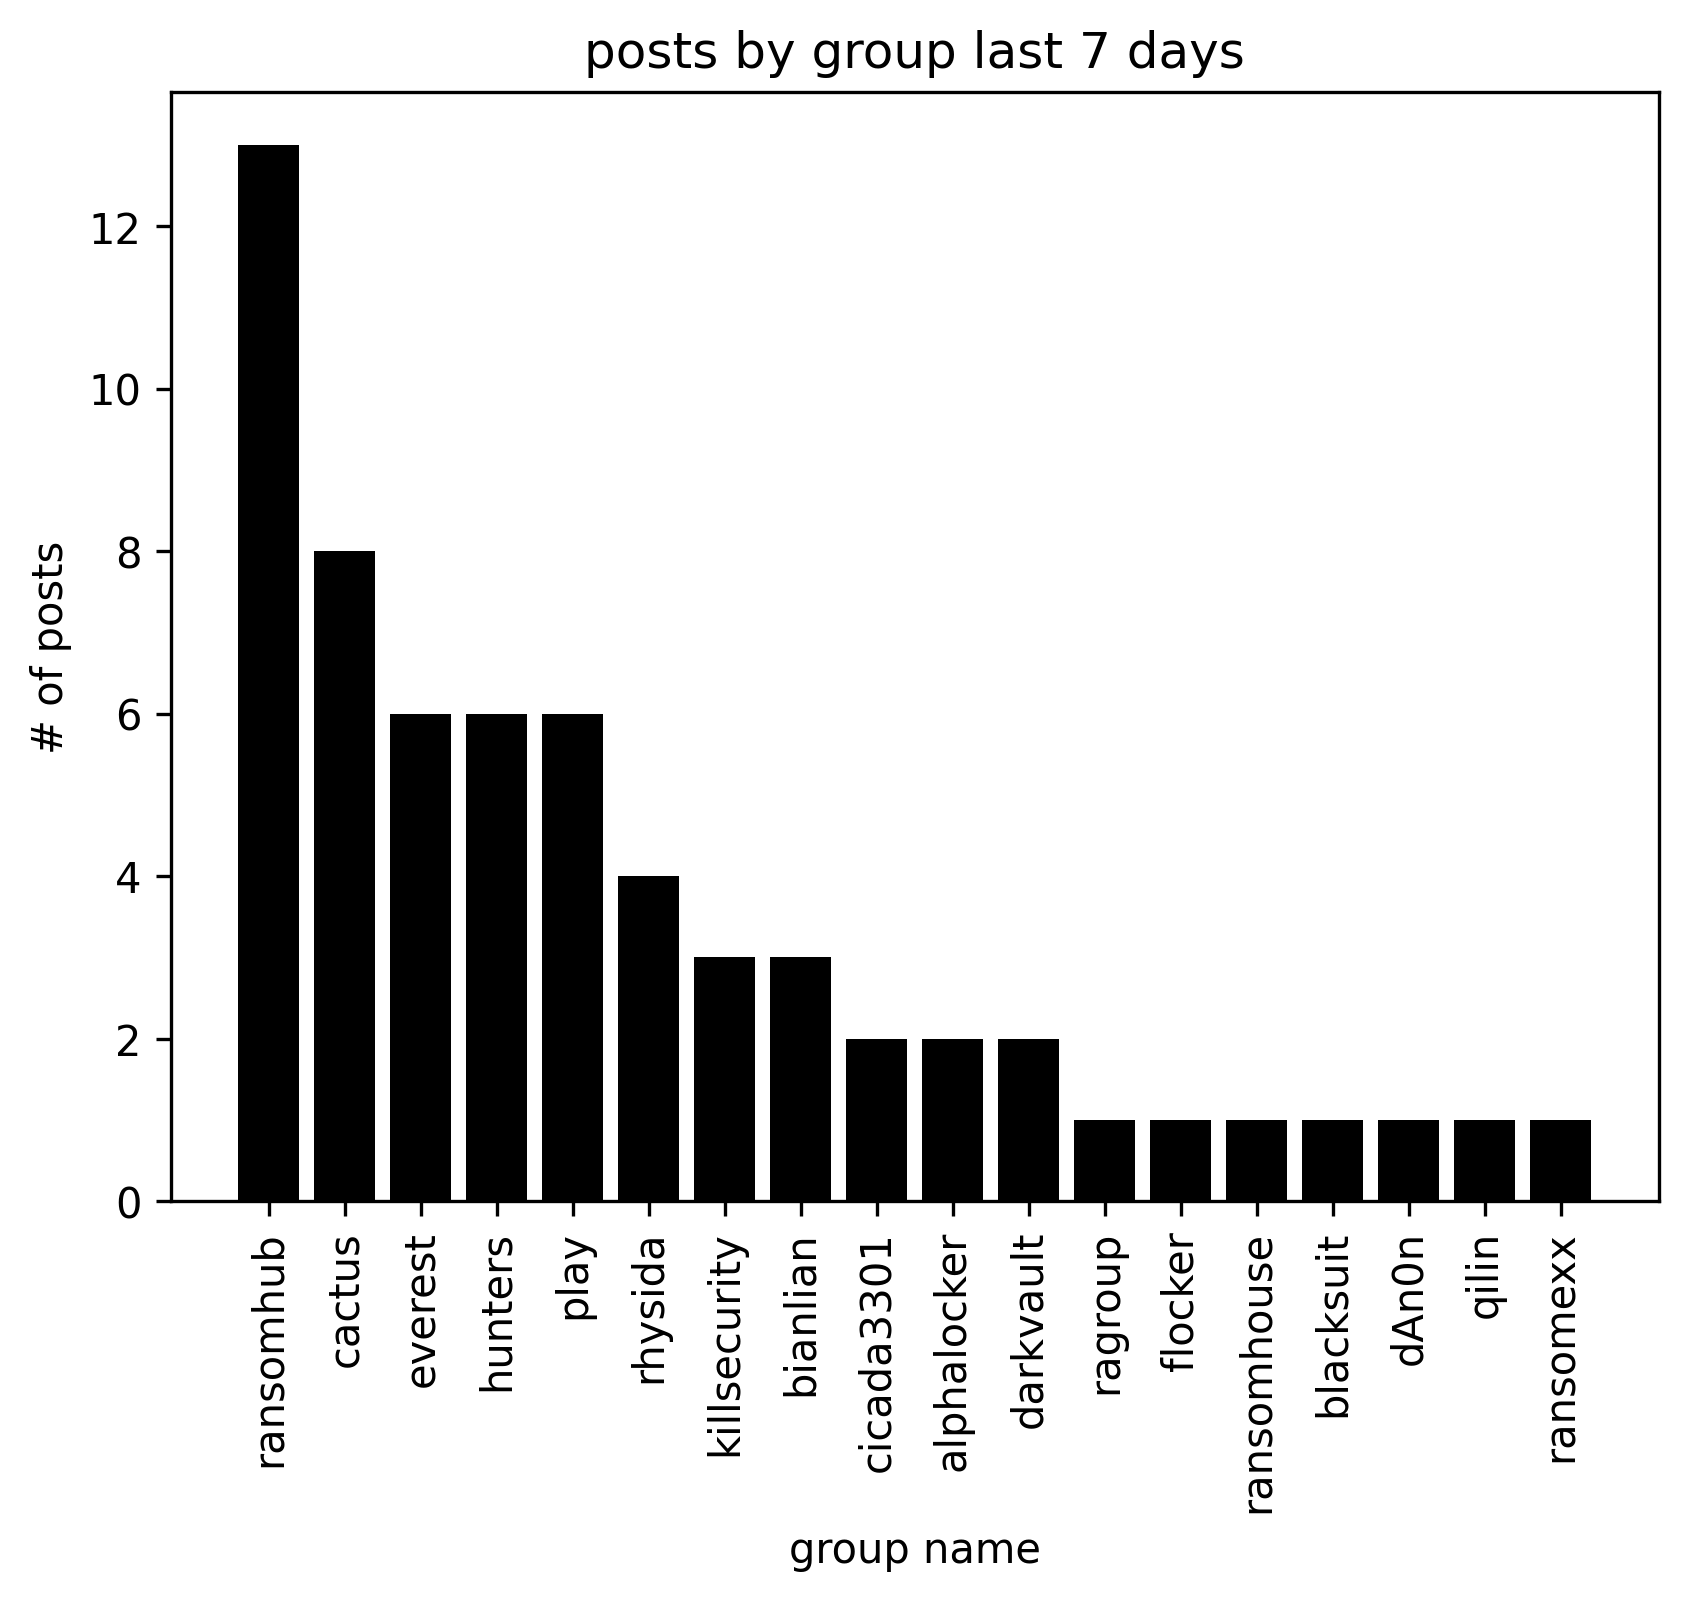 posts by group last 7 days
# of posts
12
10
8
6
4
2
0
ransomhub
cactus
everest
hunters
play
rhysida
killsecurity
bianlian
cicada3301
alphalocker
darkvault
ragroup
flocker
ransomhouse
blacksuit
dAn0n
qilin
ransomexx
group name